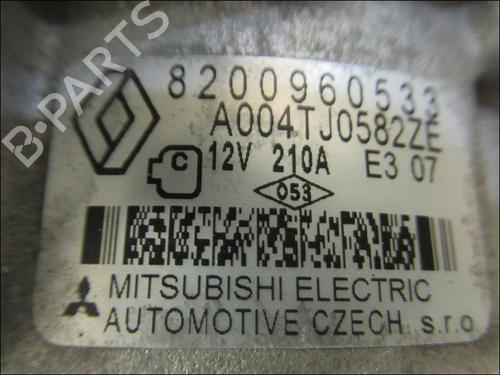 B-PARTS
8200960533
A004TJ0582ZE
C 12V 210A E3 07
053
MITSUBISHI ELECTRIC
AUTOMOTIVE CZECH s.r.o.